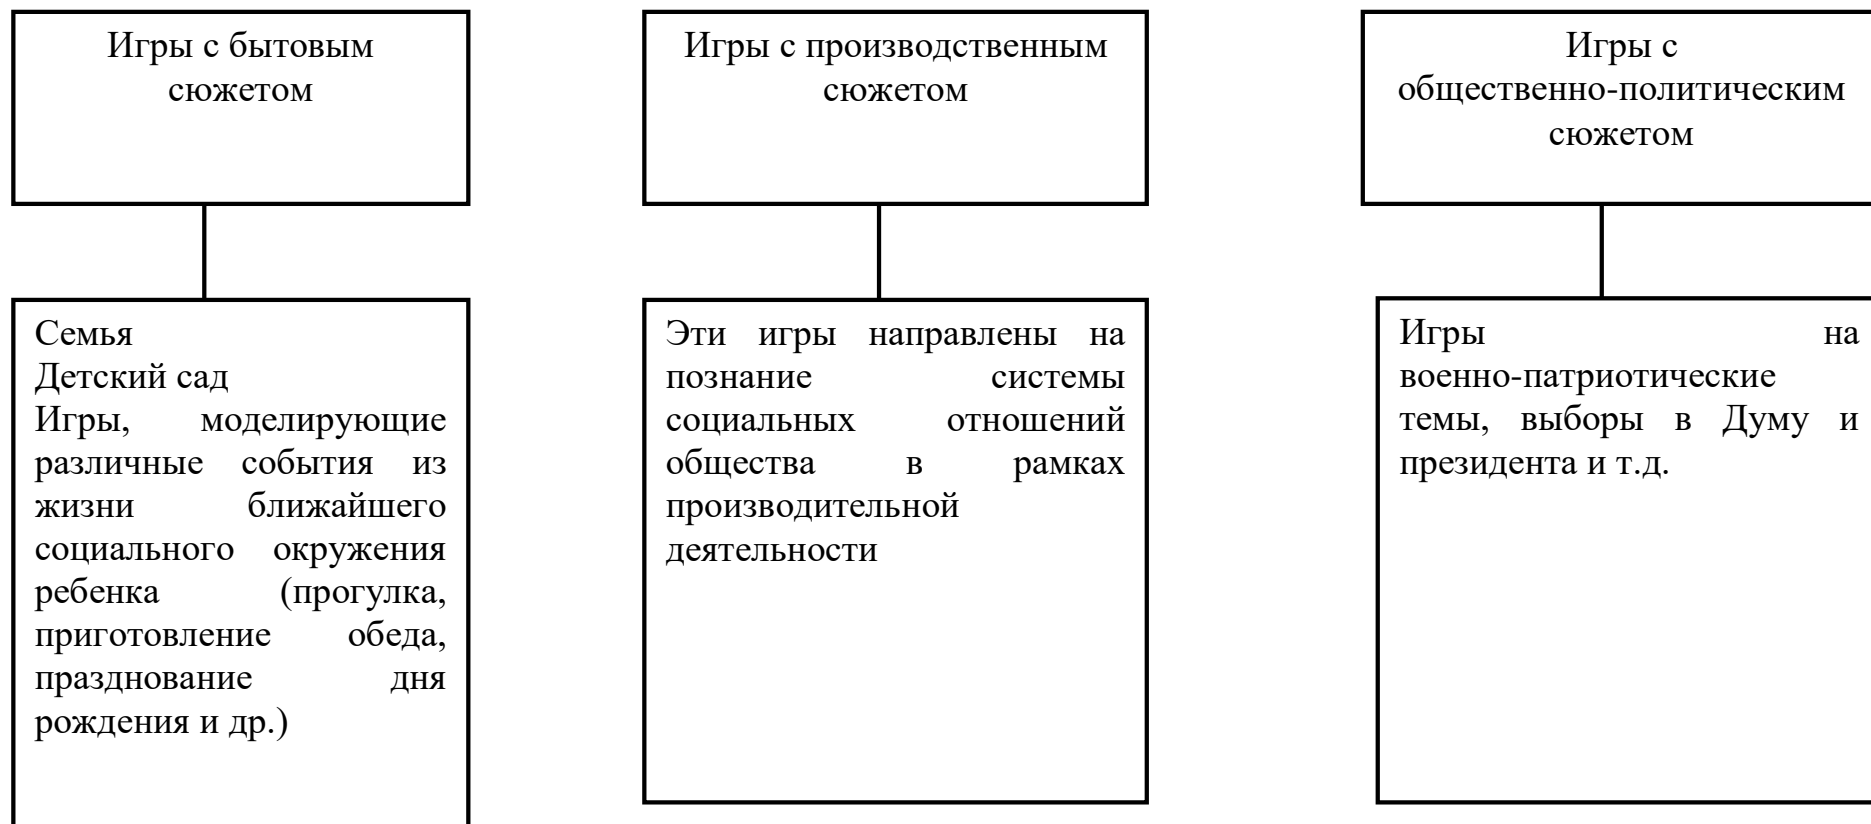 Игры с бытовым
сюжетом
Игры с производственным
сюжетом
Игры с
общественно-политическим
сюжетом
Семья
Детский сад
Игры, моделирующие
различные события из
жизни ближайшего
социального окружения
ребенка (прогулка,
приготовление обеда,
празднование дня
рождения и др.)
Эти игры направлены на
познание системы
социальных отношений
общества в рамках
производительной
деятельности
Игры на
военно-патриотические
темы, выборы в Думу и
президента и т.д.